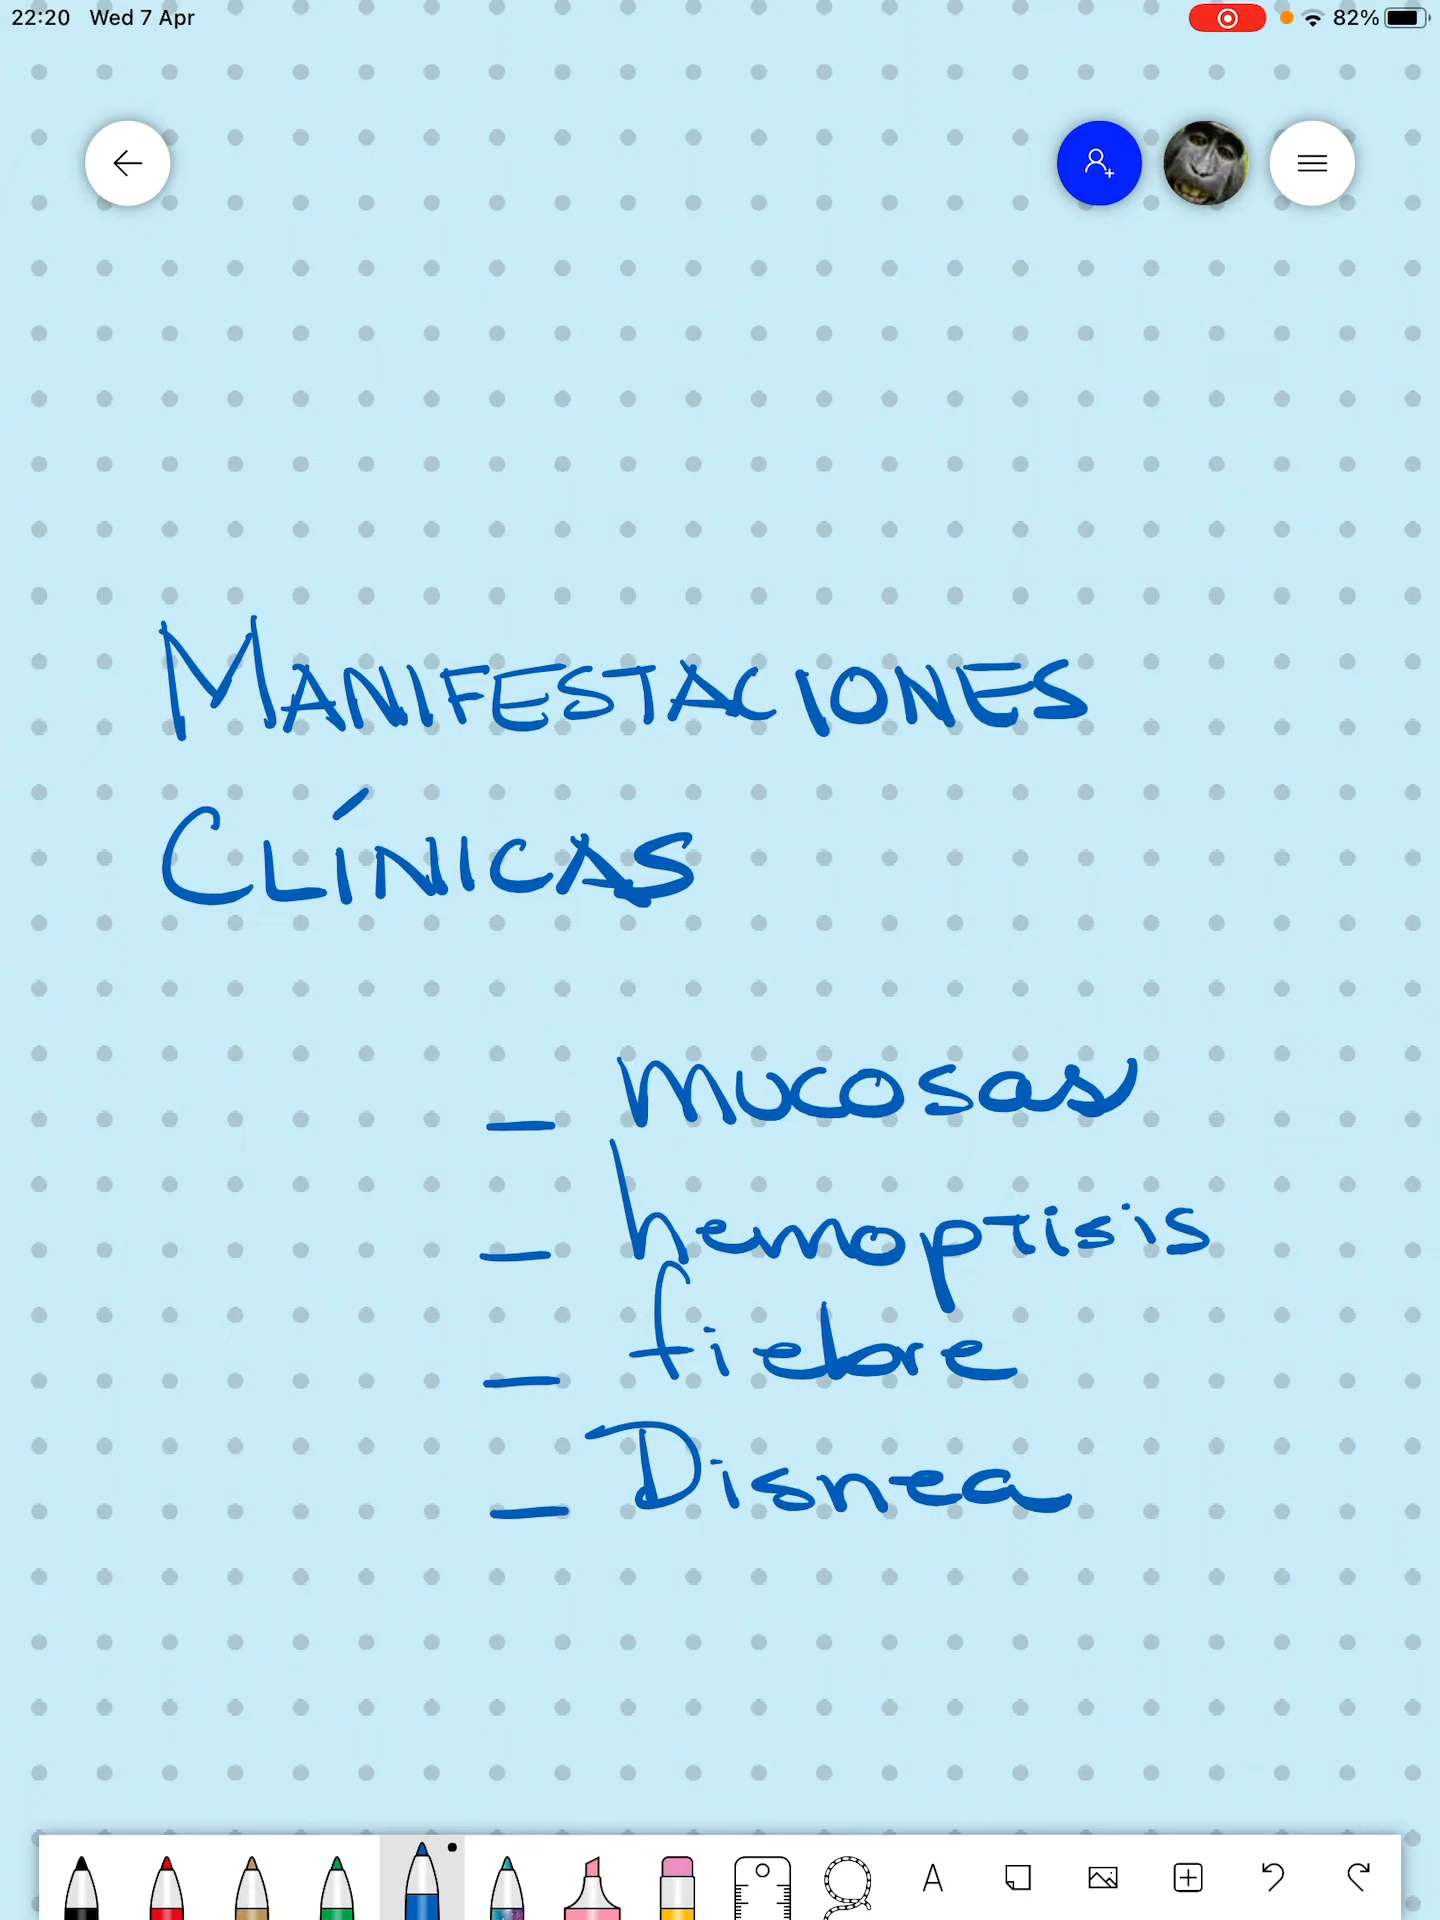 22:20 Wed 7 Apr 82%
MANIFESTACIONES
CLÍNICAS
_ mucosas
_ hemoptisis
_ fiebre
_ Disnea
A